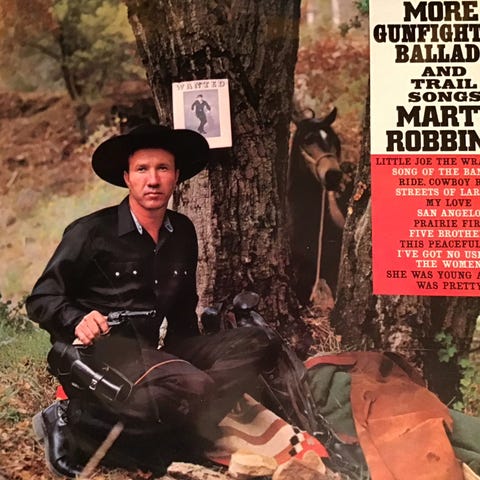 MORE
GUNFIGHT
BALLAD
AND
TRAIL
SONGS
MART
ROBBIN
LITTLE JOE THE WRA
SONG OF THE BAN
RIDE, COWBOY R
STREETS OF LAR
MY LOVE
SAN ANGELO
PRAIRIE FIR
FIVE BROTHE
THIS PEACEFUL
I'VE GOT NO USE
THE WOMEN
SHE WAS YOUNG A
WAS PRETTY
WANTED